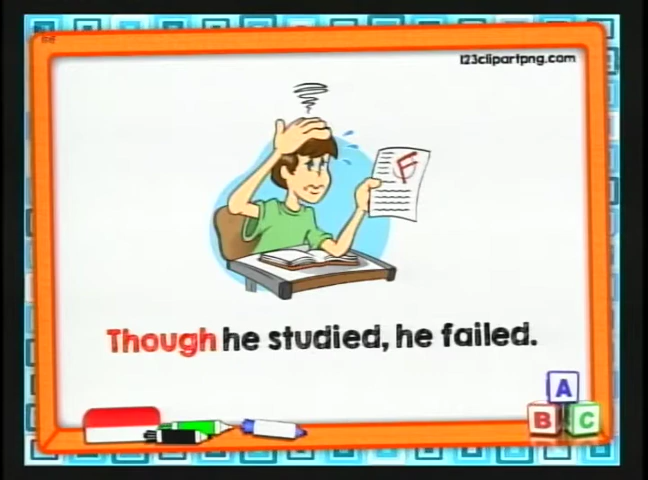 123clipartpng.com
F
Though he studied, he failed.
A
B C